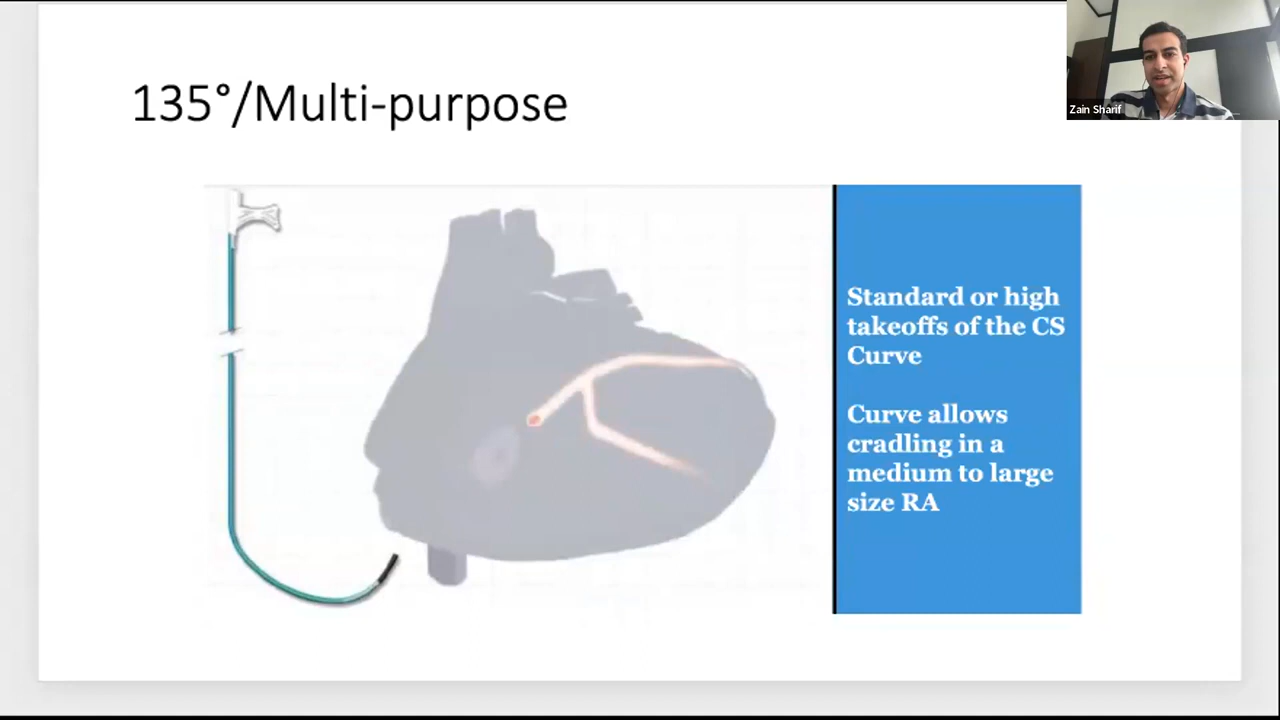 135°/Multi-purpose
Zain Sharif
Standard or high
takeoffs of the CS
Curve
Curve allows
cradling in a
medium to large
size RA